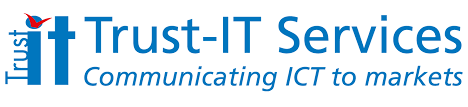 Trust it
Trust-IT Services
Communicating ICT to markets